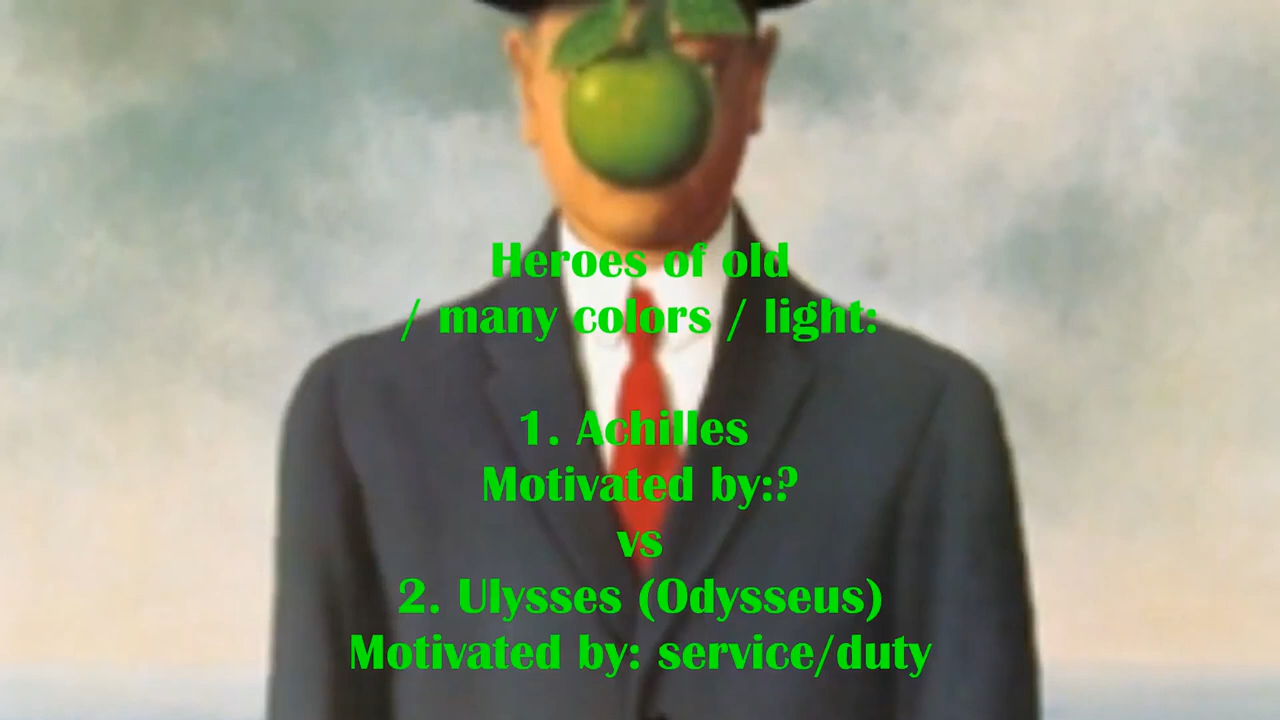 Heroes of old
/ many colors / light:
1. Achilles
Motivated by:?
vs
2. Ulysses (Odysseus)
Motivated by: service/duty